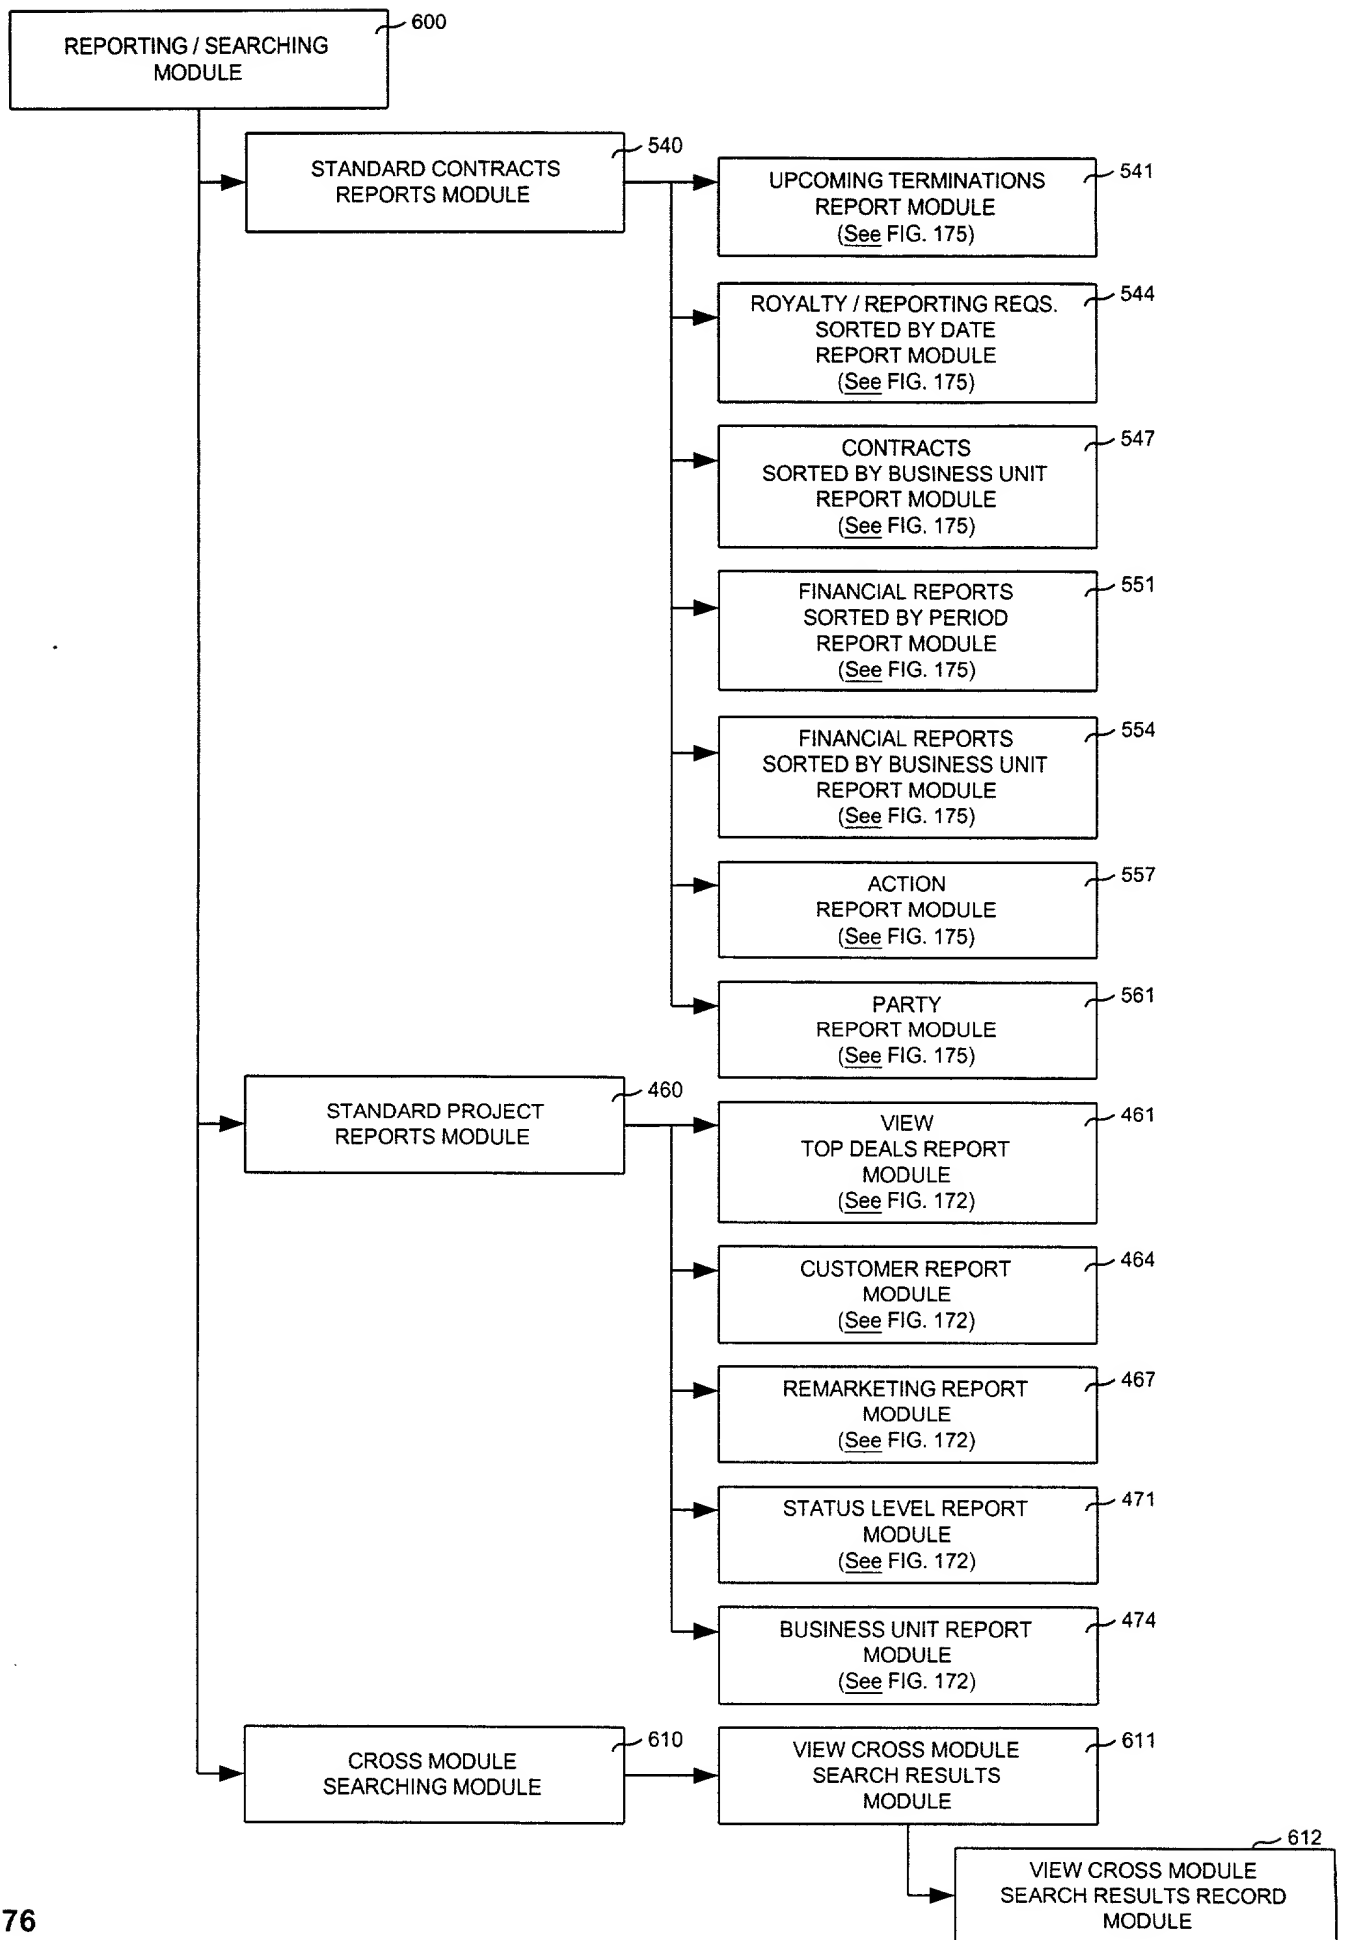 REPORTING / SEARCHING
MODULE
600
STANDARD CONTRACTS
REPORTS MODULE
540
UPCOMING TERMINATIONS
REPORT MODULE
(See FIG. 175)
541
ROYALTY / REPORTING REQS.
SORTED BY DATE
REPORT MODULE
(See FIG. 175)
544
CONTRACTS
SORTED BY BUSINESS UNIT
REPORT MODULE
(See FIG. 175)
547
FINANCIAL REPORTS
SORTED BY PERIOD
REPORT MODULE
(See FIG. 175)
551
FINANCIAL REPORTS
SORTED BY BUSINESS UNIT
REPORT MODULE
(See FIG. 175)
554
ACTION
REPORT MODULE
(See FIG. 175)
557
PARTY
REPORT MODULE
(See FIG. 175)
561
STANDARD PROJECT
REPORTS MODULE
460
VIEW
TOP DEALS REPORT
MODULE
(See FIG. 172)
461
CUSTOMER REPORT
MODULE
(See FIG. 172)
464
REMARKETING REPORT
MODULE
(See FIG. 172)
467
STATUS LEVEL REPORT
MODULE
(See FIG. 172)
471
BUSINESS UNIT REPORT
MODULE
(See FIG. 172)
474
CROSS MODULE
SEARCHING MODULE
610
VIEW CROSS MODULE
SEARCH RESULTS
MODULE
611
VIEW CROSS MODULE
SEARCH RESULTS RECORD
MODULE
612
76